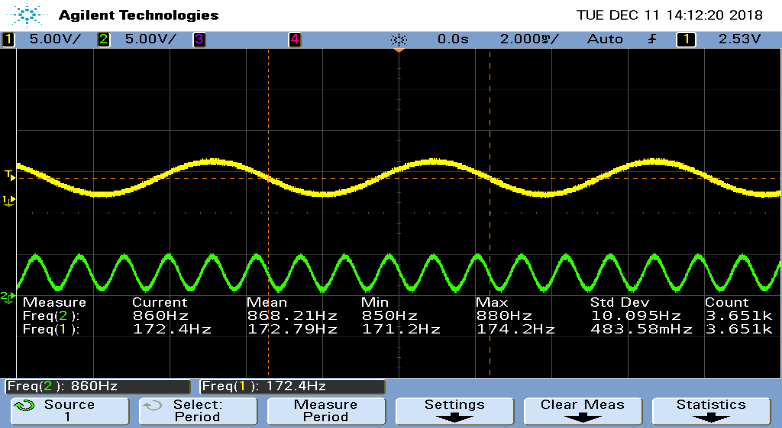 Agilent Technologies TUE DEC 11 14:12:20 2018
1 5.00V/ 2 5.00V/ 3 4 0.0s 2.000ms/ Auto 1 2.53V
T
1
2
Measure Current Mean Min Max Std Dev Count
Freq(2): 860Hz 868.21Hz 850Hz 880Hz 10.095Hz 3.651k
Freq(1): 172.4Hz 172.79Hz 171.2Hz 174.2Hz 483.58mHz 3.651k
Freq(2): 860Hz Freq(1): 172.4Hz
Source Select: Measure Settings Clear Meas Statistics
1 Period Period